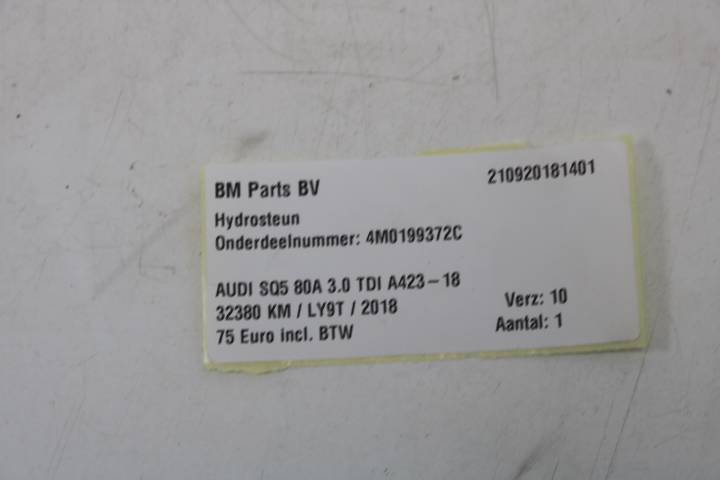 BM Parts BV 210920181401
Hydrosteun
Onderdeelnummer: 4M0199372C
AUDI SQ5 80A 3.0 TDI A423-18
32380 KM / LY9T / 2018 Verz: 10
75 Euro incl. BTW Aantal: 1